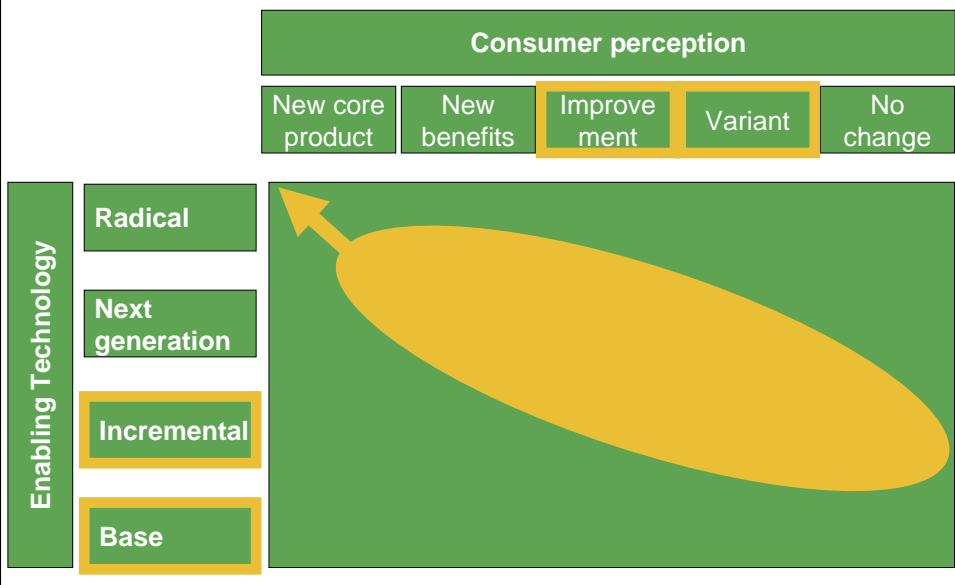 Consumer perception
New core
product
New
benefits
Improve
ment
Variant
No
change
Enabling Technology
Radical
Next
generation
Incremental
Base